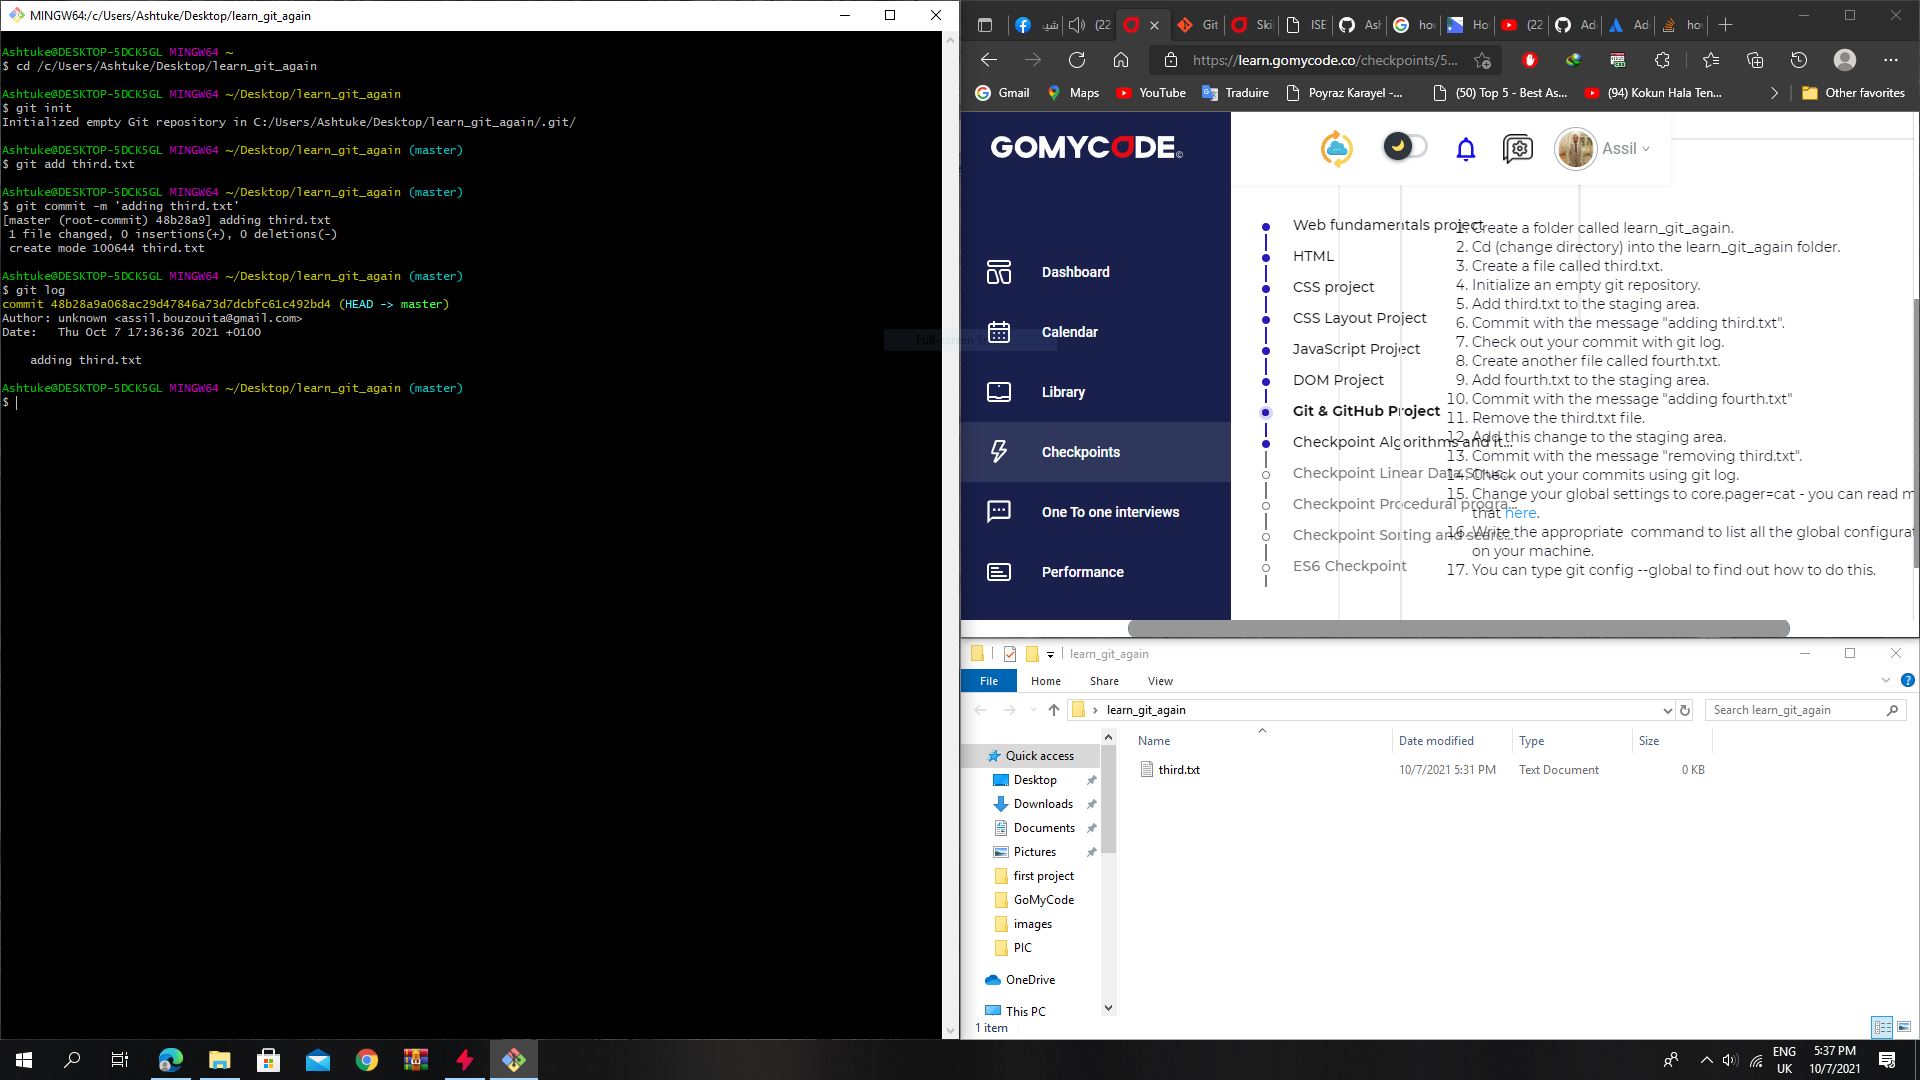 MINGW64:/c/Users/Ashtuke/Desktop/learn_git_again
Ashtuke@DESKTOP-5DCK5GL MINGW64 ~
$ cd /c/Users/Ashtuke/Desktop/learn_git_again
Ashtuke@DESKTOP-5DCK5GL MINGW64 ~/Desktop/learn_git_again
$ git init
Initialized empty Git repository in C:/Users/Ashtuke/Desktop/learn_git_again/.git/
Ashtuke@DESKTOP-5DCK5GL MINGW64 ~/Desktop/learn_git_again (master)
$ git add third.txt
Ashtuke@DESKTOP-5DCK5GL MINGW64 ~/Desktop/learn_git_again (master)
$ git commit -m 'adding third.txt'
[master (root-commit) 48b28a9] adding third.txt
1 file changed, 0 insertions(+), 0 deletions(-)
create mode 100644 third.txt
Ashtuke@DESKTOP-5DCK5GL MINGW64 ~/Desktop/learn_git_again (master)
$ git log
commit 48b28a9a068ac29d47846a73d7dcbfc61c492bd4 (HEAD -> master)
Author: unknown <assil.bouzouita@gmail.com>
Date: Thu Oct 7 17:36:36 2021 +0100
adding third.txt
Ashtuke@DESKTOP-5DCK5GL MINGW64 ~/Desktop/learn_git_again (master)
$
(22
Git
Ski
ISE
Ash
hov
Ho
(22
Ad
Ad
hov
https://learn.gomycode.co/checkpoints/5...
Gmail
Maps
YouTube
Traduire
Poyraz Karayel -...
(50) Top 5 - Best As...
(94) Kokun Hala Ten...
Other favorites
GOMYCODE
Assil
Dashboard
Calendar
Library
Checkpoints
One To one interviews
Performance
Full-screen S
Web fundamentals project
HTML
CSS project
CSS Layout Project
JavaScript Project
DOM Project
Git & GitHub Project
Checkpoint Algorithms and it...
Checkpoint Linear Data Struc...
Checkpoint Procedural progra...
Checkpoint Sorting and searc...
ES6 Checkpoint
1. Create a folder called learn_git_again.
2. Cd (change directory) into the learn_git_again folder.
3. Create a file called third.txt.
4. Initialize an empty git repository.
5. Add third.txt to the staging area.
6. Commit with the message "adding third.txt".
7. Check out your commit with git log.
8. Create another file called fourth.txt.
9. Add fourth.txt to the staging area.
10. Commit with the message "adding fourth.txt"
11. Remove the third.txt file.
12. Add this change to the staging area.
13. Commit with the message "removing third.txt".
14. Check out your commits using git log.
15. Change your global settings to core.pager=cat - you can read m
that here.
16. Write the appropriate command to list all the global configurat
on your machine.
17. You can type git config --global to find out how to do this.
learn_git_again
File
Home
Share
View
learn_git_again
Search learn_git_again
Name
Date modified
Type
Size
third.txt
10/7/2021 5:31 PM
Text Document
0 KB
Quick access
Desktop
Downloads
Documents
Pictures
first project
GoMyCode
images
PIC
OneDrive
This PC
1 item
ENG
UK
5:37 PM
10/7/2021